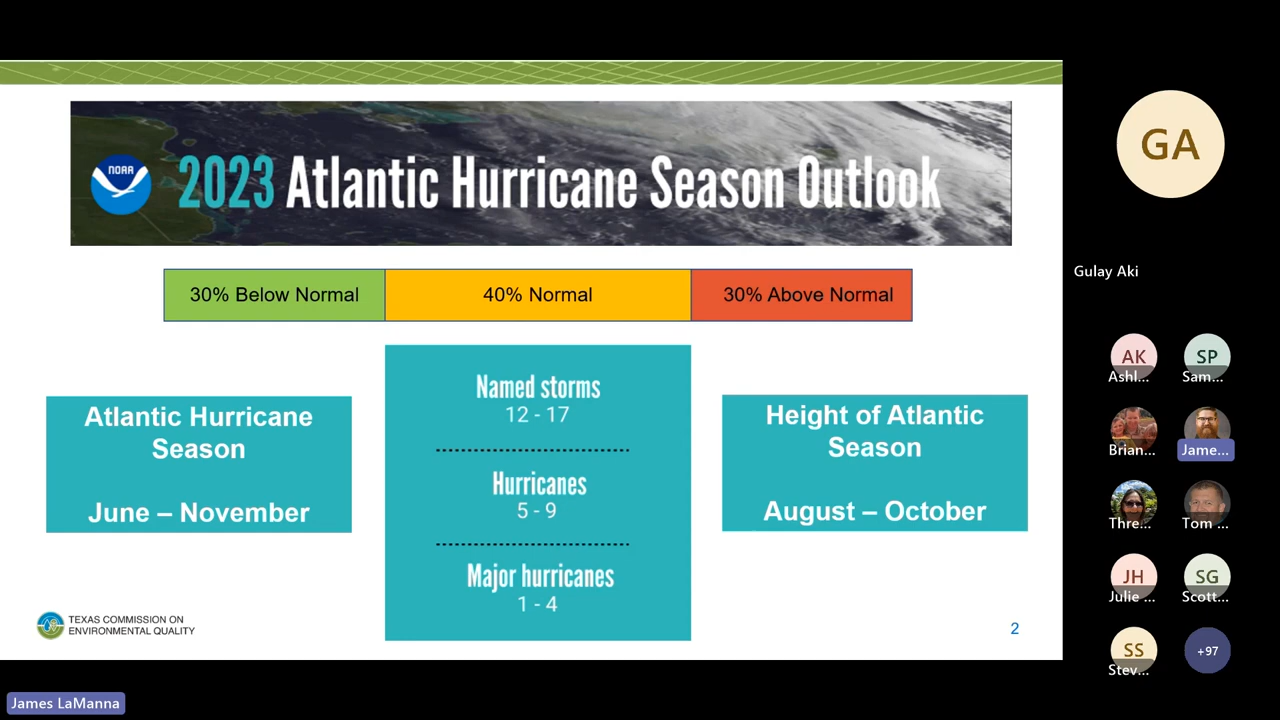 NOAA
2023 Atlantic Hurricane Season Outlook
30% Below Normal
40% Normal
30% Above Normal
Atlantic Hurricane
Season
June – November
Named storms
12 - 17
Hurricanes
5 - 9
Major hurricanes
1 - 4
Height of Atlantic
Season
August – October
TEXAS COMMISSION ON
ENVIRONMENTAL QUALITY
2
GA
Gulay Aki
AK
Ashl...
SP
Sam...
Brian...
Jame...
Thre...
Tom ...
JH
Julie ...
SG
Scott...
SS
Stev...
+97
James LaManna